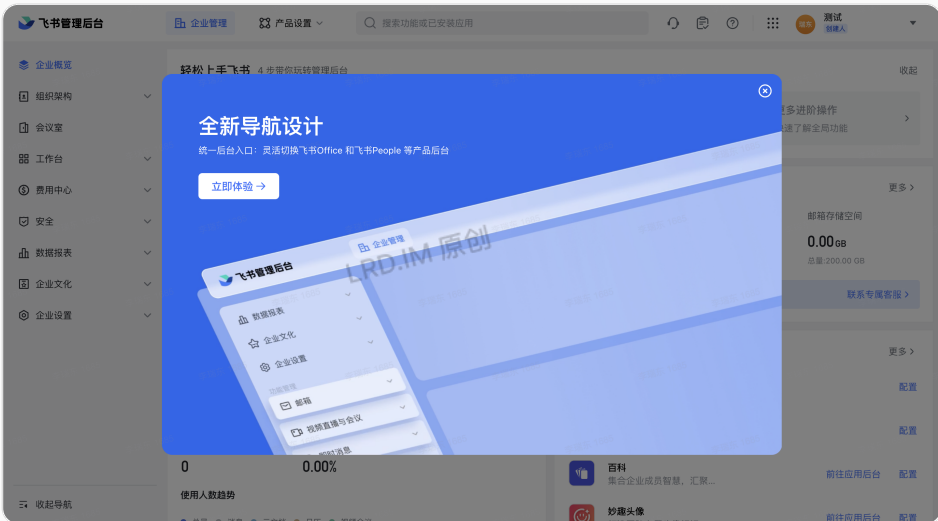 飞书管理后台
企业管理
产品设置
搜索功能或已安装应用
测试
创建人
企业概览
组织架构
会议室
工作台
费用中心
安全
数据报表
企业文化
企业设置
收起导航
轻松上手飞书 4 步带你玩转管理后台
收起
更多进阶操作
速了解全局功能
更多
邮箱存储空间
0.00 GB
总量:200.00 GB
联系专属客服
更多
配置
配置
全新导航设计
统一后台入口：灵活切换飞书Office 和飞书People 等产品后台
立即体验
飞书管理后台
企业管理
LRD.IM 原创
数据报表
企业文化
企业设置
功能管理
邮箱
视频直播与会议
即时消息
0
0.00%
使用人数趋势
百科
集合企业成员智慧，汇聚...
前往应用后台
配置
妙趣头像
前往应用后台
配置